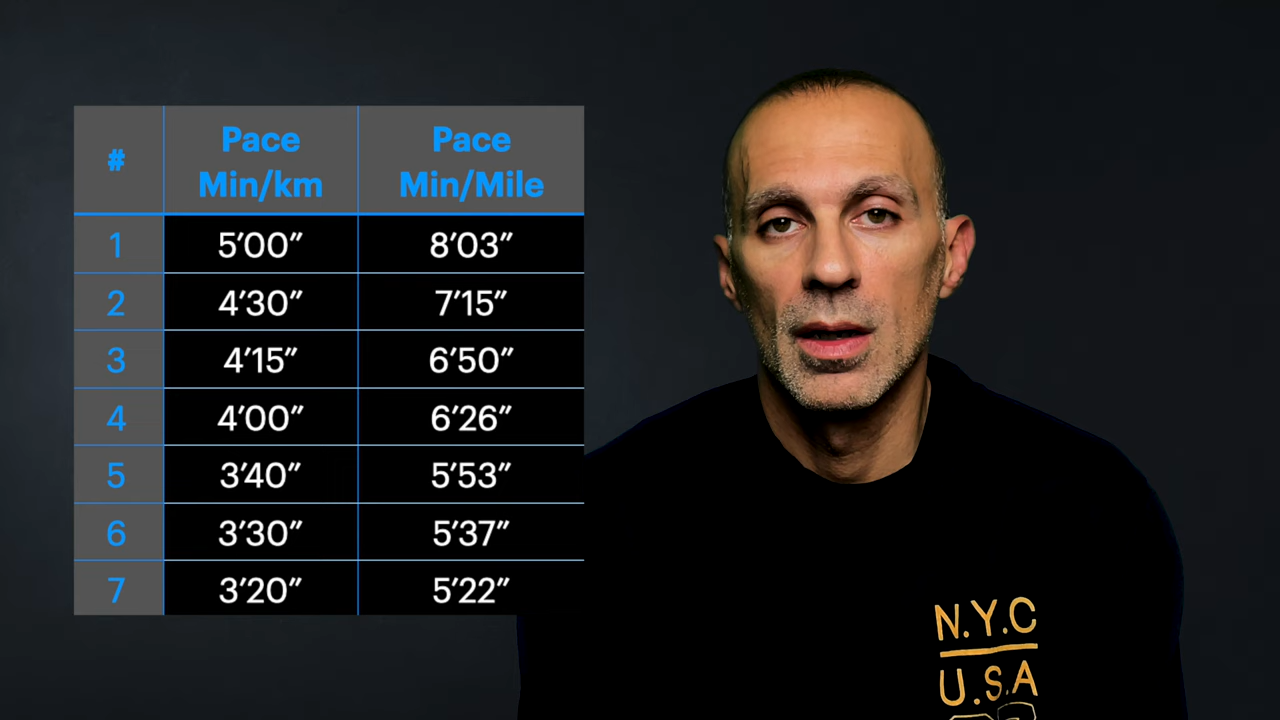 # Pace Min/km Pace Min/Mile
1 5’00” 8’03”
2 4’30” 7’15”
3 4’15” 6’50”
4 4’00” 6’26”
5 3’40” 5’53”
6 3’30” 5’37”
7 3’20” 5’22”
N.Y.C
U.S.A